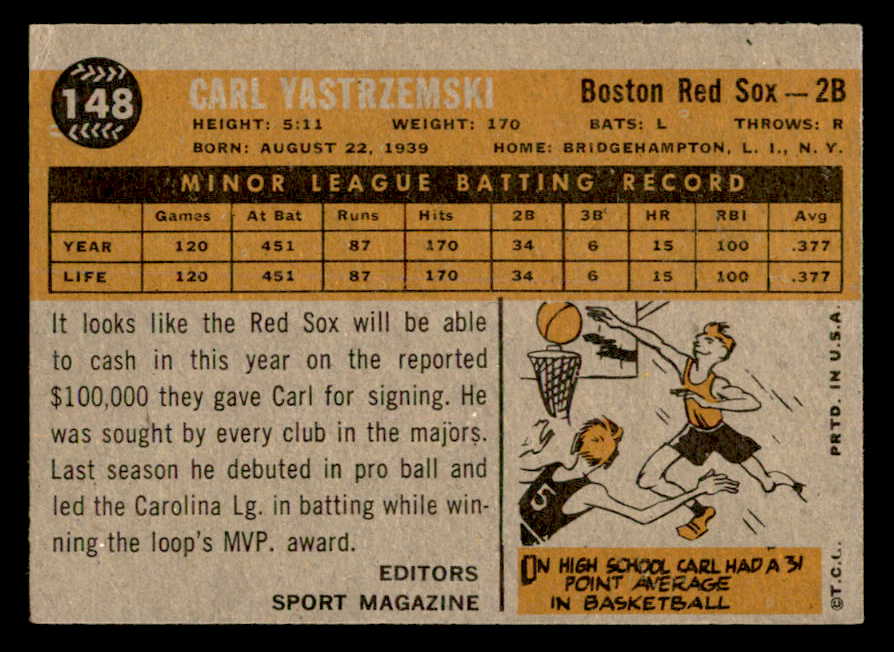 148
CARL YASTRZEMSKI Boston Red Sox — 2B
HEIGHT: 5:11 WEIGHT: 170 BATS: L THROWS: R
BORN: AUGUST 22, 1939 HOME: BRIDGEHAMPTON, L. I., N. Y.
MINOR LEAGUE BATTING RECORD
Games At Bat Runs Hits 2B 3B HR RBI Avg
YEAR 120 451 87 170 34 6 15 100 .377
LIFE 120 451 87 170 34 6 15 100 .377
It looks like the Red Sox will be able
to cash in this year on the reported
$100,000 they gave Carl for signing. He
was sought by every club in the majors.
Last season he debuted in pro ball and
led the Carolina Lg. in batting while win-
ning the loop's MVP. award.
EDITORS
SPORT MAGAZINE
5
ON HIGH SCHOOL CARL HAD A 31
POINT AVERAGE
IN BASKETBALL
PRTD. IN U.S.A.
©T.C.G.